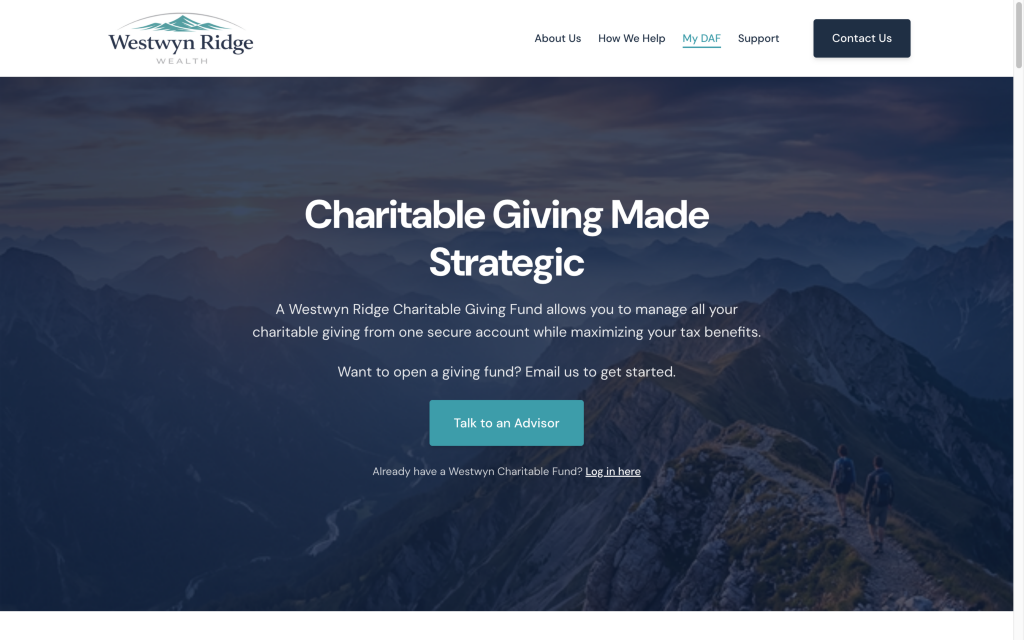 Westwyn Ridge
WEALTH
About Us
How We Help
My DAF
Support
Contact Us
Charitable Giving Made
Strategic
A Westwyn Ridge Charitable Giving Fund allows you to manage all your
charitable giving from one secure account while maximizing your tax benefits.
Want to open a giving fund? Email us to get started.
Talk to an Advisor
Already have a Westwyn Charitable Fund? Log in here